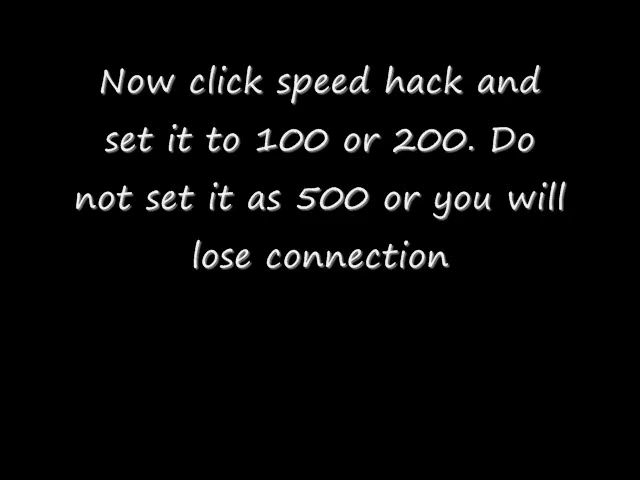 Now click speed hack and
set it to 100 or 200. Do
not set it as 500 or you will
lose connection